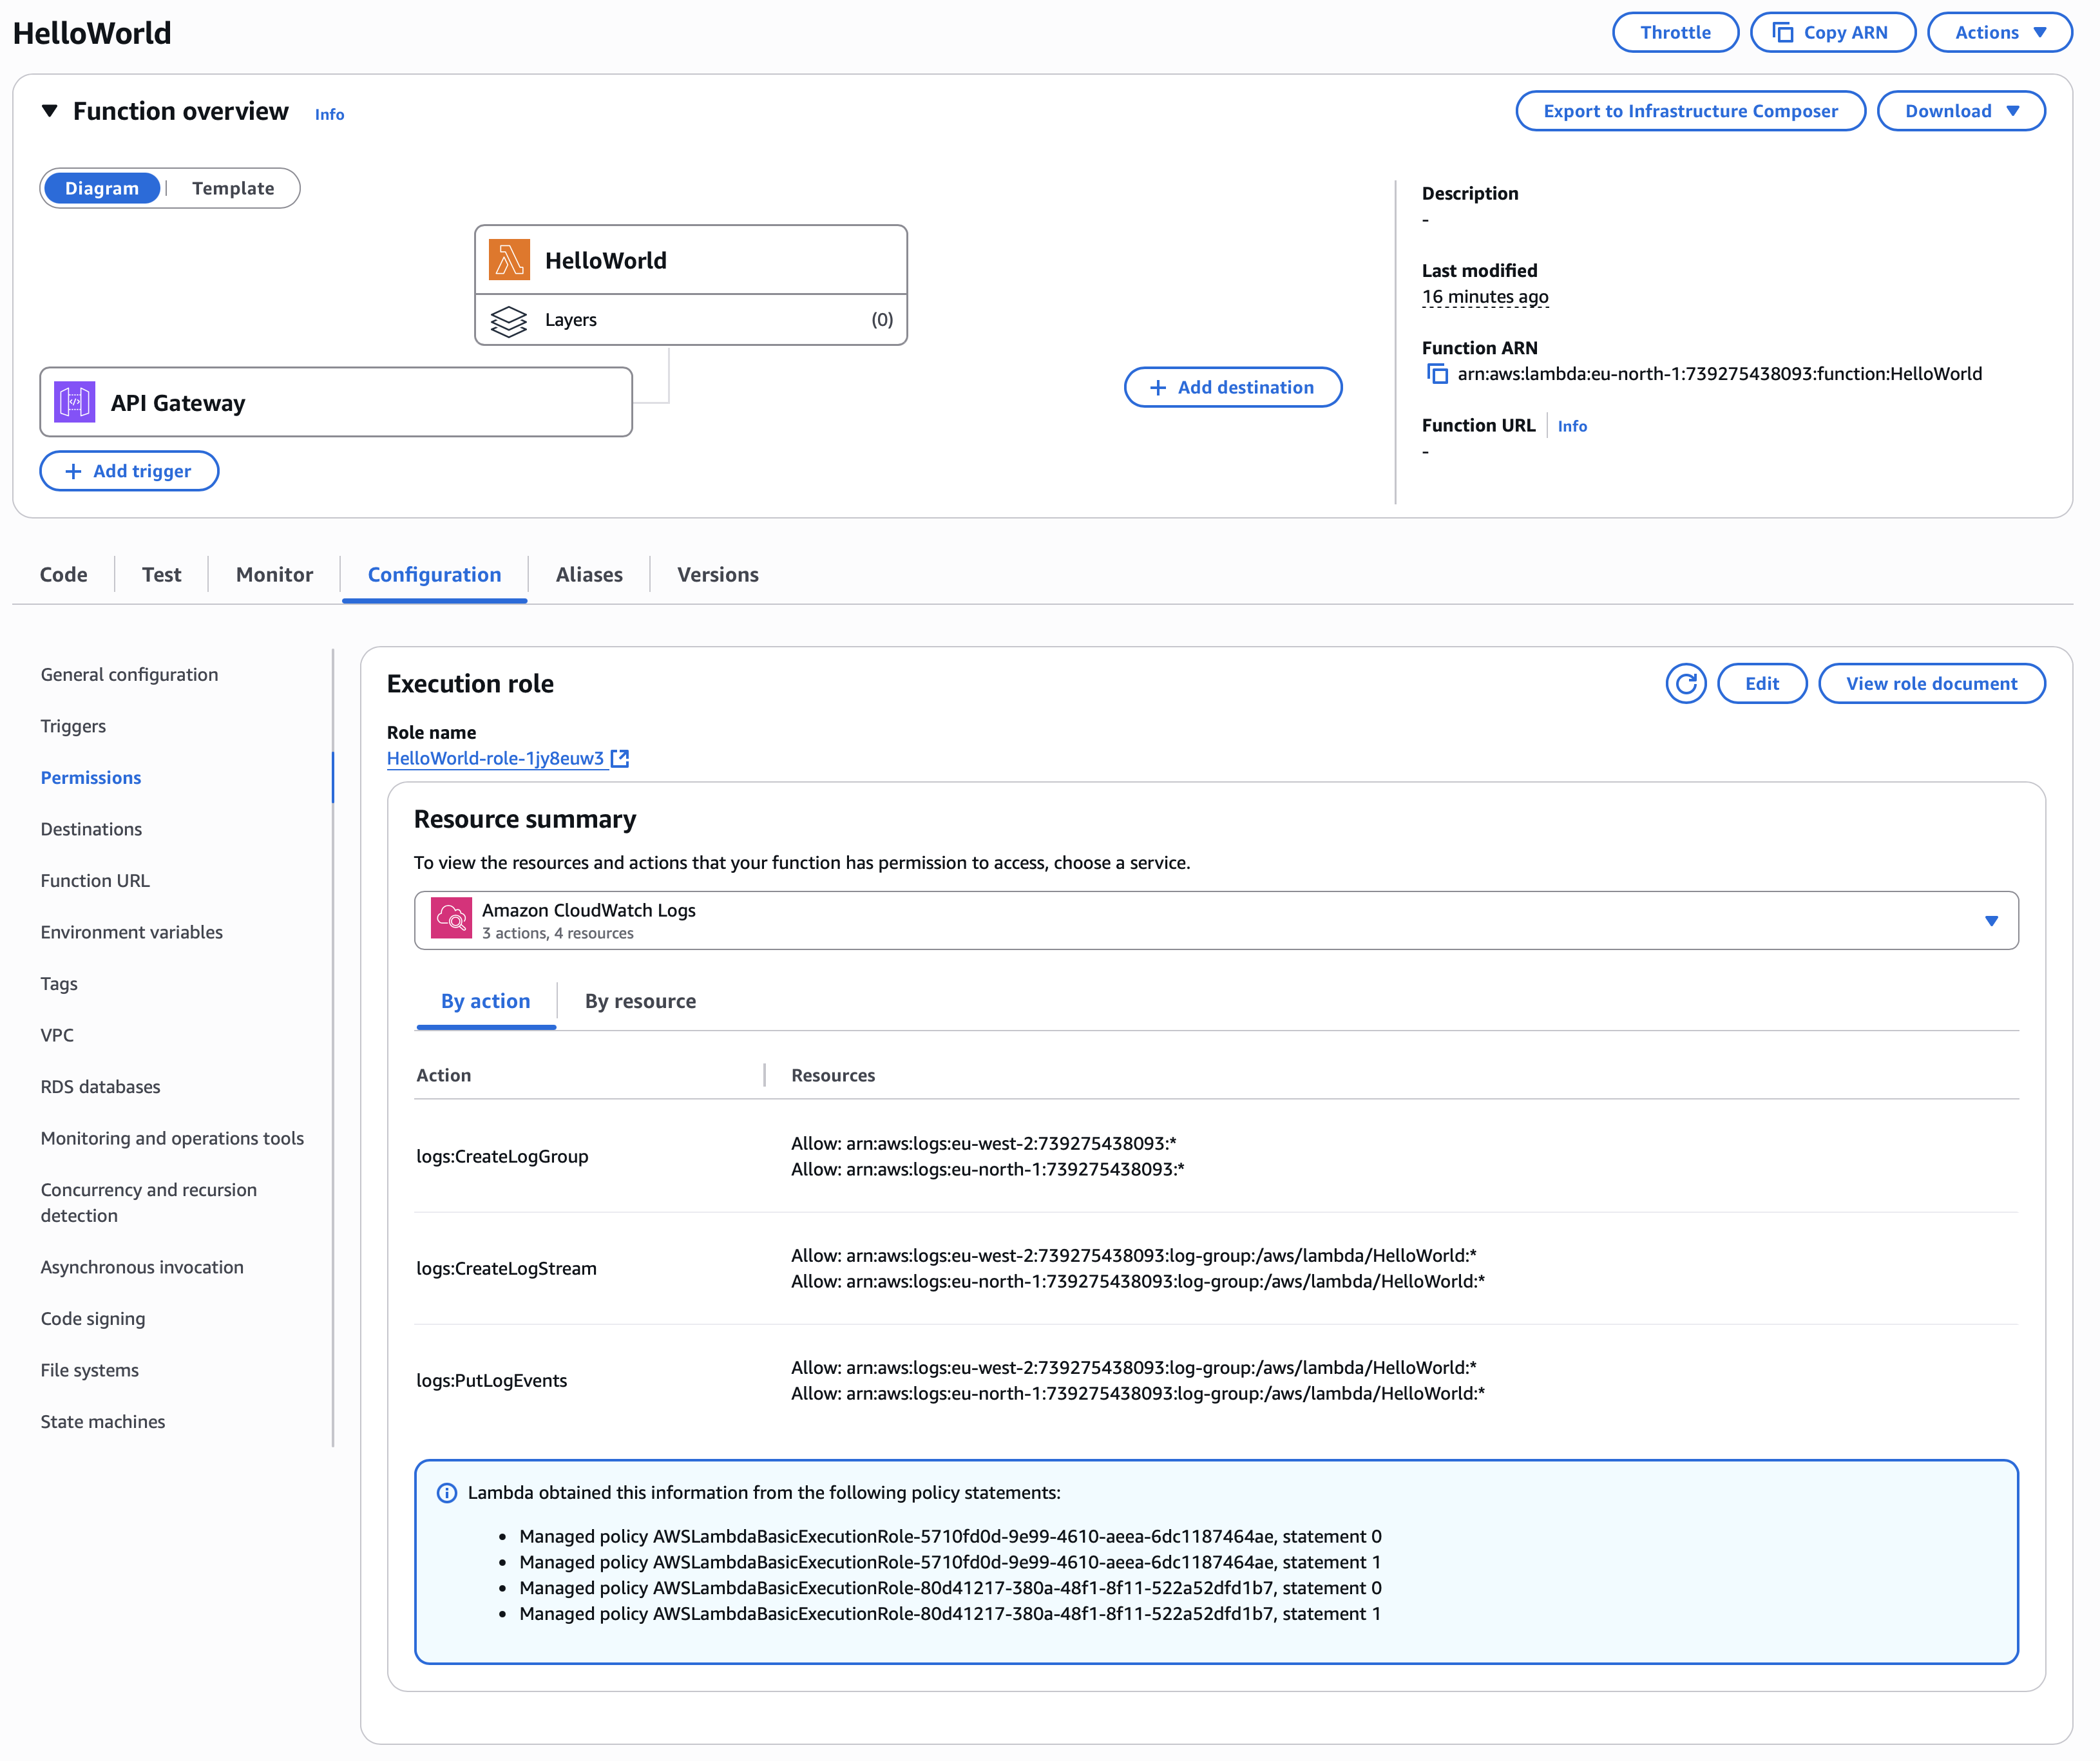 HelloWorld
Throttle
Copy ARN
Actions
Function overview
Info
Export to Infrastructure Composer
Download
Diagram
Template
HelloWorld
Layers
(0)
API Gateway
Add trigger
Add destination
Description
-
Last modified
16 minutes ago
Function ARN
arn:aws:lambda:eu-north-1:739275438093:function:HelloWorld
Function URL
Info
-
Code
Test
Monitor
Configuration
Aliases
Versions
General configuration
Triggers
Permissions
Destinations
Function URL
Environment variables
Tags
VPC
RDS databases
Monitoring and operations tools
Concurrency and recursion
detection
Asynchronous invocation
Code signing
File systems
State machines
Execution role
Edit
View role document
Role name
HelloWorld-role-1jy8euw3
Resource summary
To view the resources and actions that your function has permission to access, choose a service.
Amazon CloudWatch Logs
3 actions, 4 resources
By action
By resource
Action
Resources
logs:CreateLogGroup
Allow: arn:aws:logs:eu-west-2:739275438093:*
Allow: arn:aws:logs:eu-north-1:739275438093:*
logs:CreateLogStream
Allow: arn:aws:logs:eu-west-2:739275438093:log-group:/aws/lambda/HelloWorld:*
Allow: arn:aws:logs:eu-north-1:739275438093:log-group:/aws/lambda/HelloWorld:*
logs:PutLogEvents
Allow: arn:aws:logs:eu-west-2:739275438093:log-group:/aws/lambda/HelloWorld:*
Allow: arn:aws:logs:eu-north-1:739275438093:log-group:/aws/lambda/HelloWorld:*
Lambda obtained this information from the following policy statements:
• Managed policy AWSLambdaBasicExecutionRole-5710fd0d-9e99-4610-aeea-6dc1187464ae, statement 0
• Managed policy AWSLambdaBasicExecutionRole-5710fd0d-9e99-4610-aeea-6dc1187464ae, statement 1
• Managed policy AWSLambdaBasicExecutionRole-80d41217-380a-48f1-8f11-522a52dfd1b7, statement 0
• Managed policy AWSLambdaBasicExecutionRole-80d41217-380a-48f1-8f11-522a52dfd1b7, statement 1